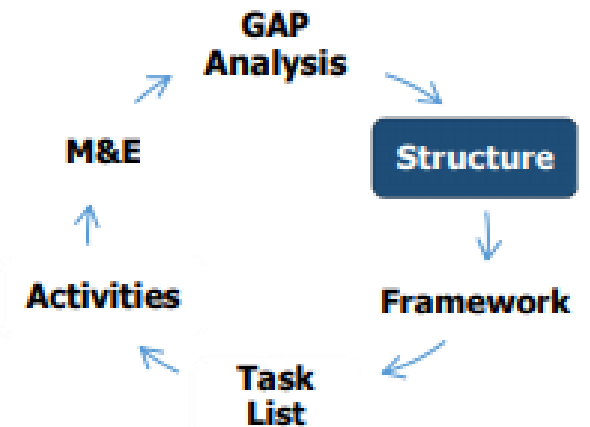 GAP
Analysis
Structure
Framework
Task
List
Activities
M&E